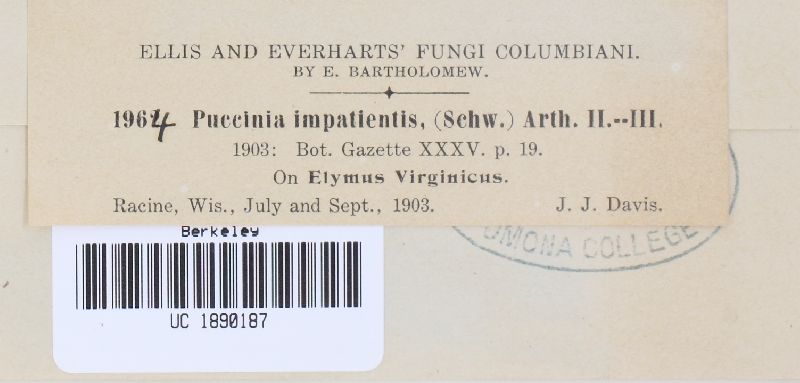 ELLIS AND EVERHARTS' FUNGI COLUMBIANI.
BY E. BARTHOLOMEW.
1964 Puccinia impatientis, (Schw.) Arth. II.--III.
1903: Bot. Gazette XXXV. p. 19.
On Elymus Virginicus.
Racine, Wis., July and Sept., 1903. J. J. Davis.
Berkeley
UC 1890187
OMONA COLLEGE